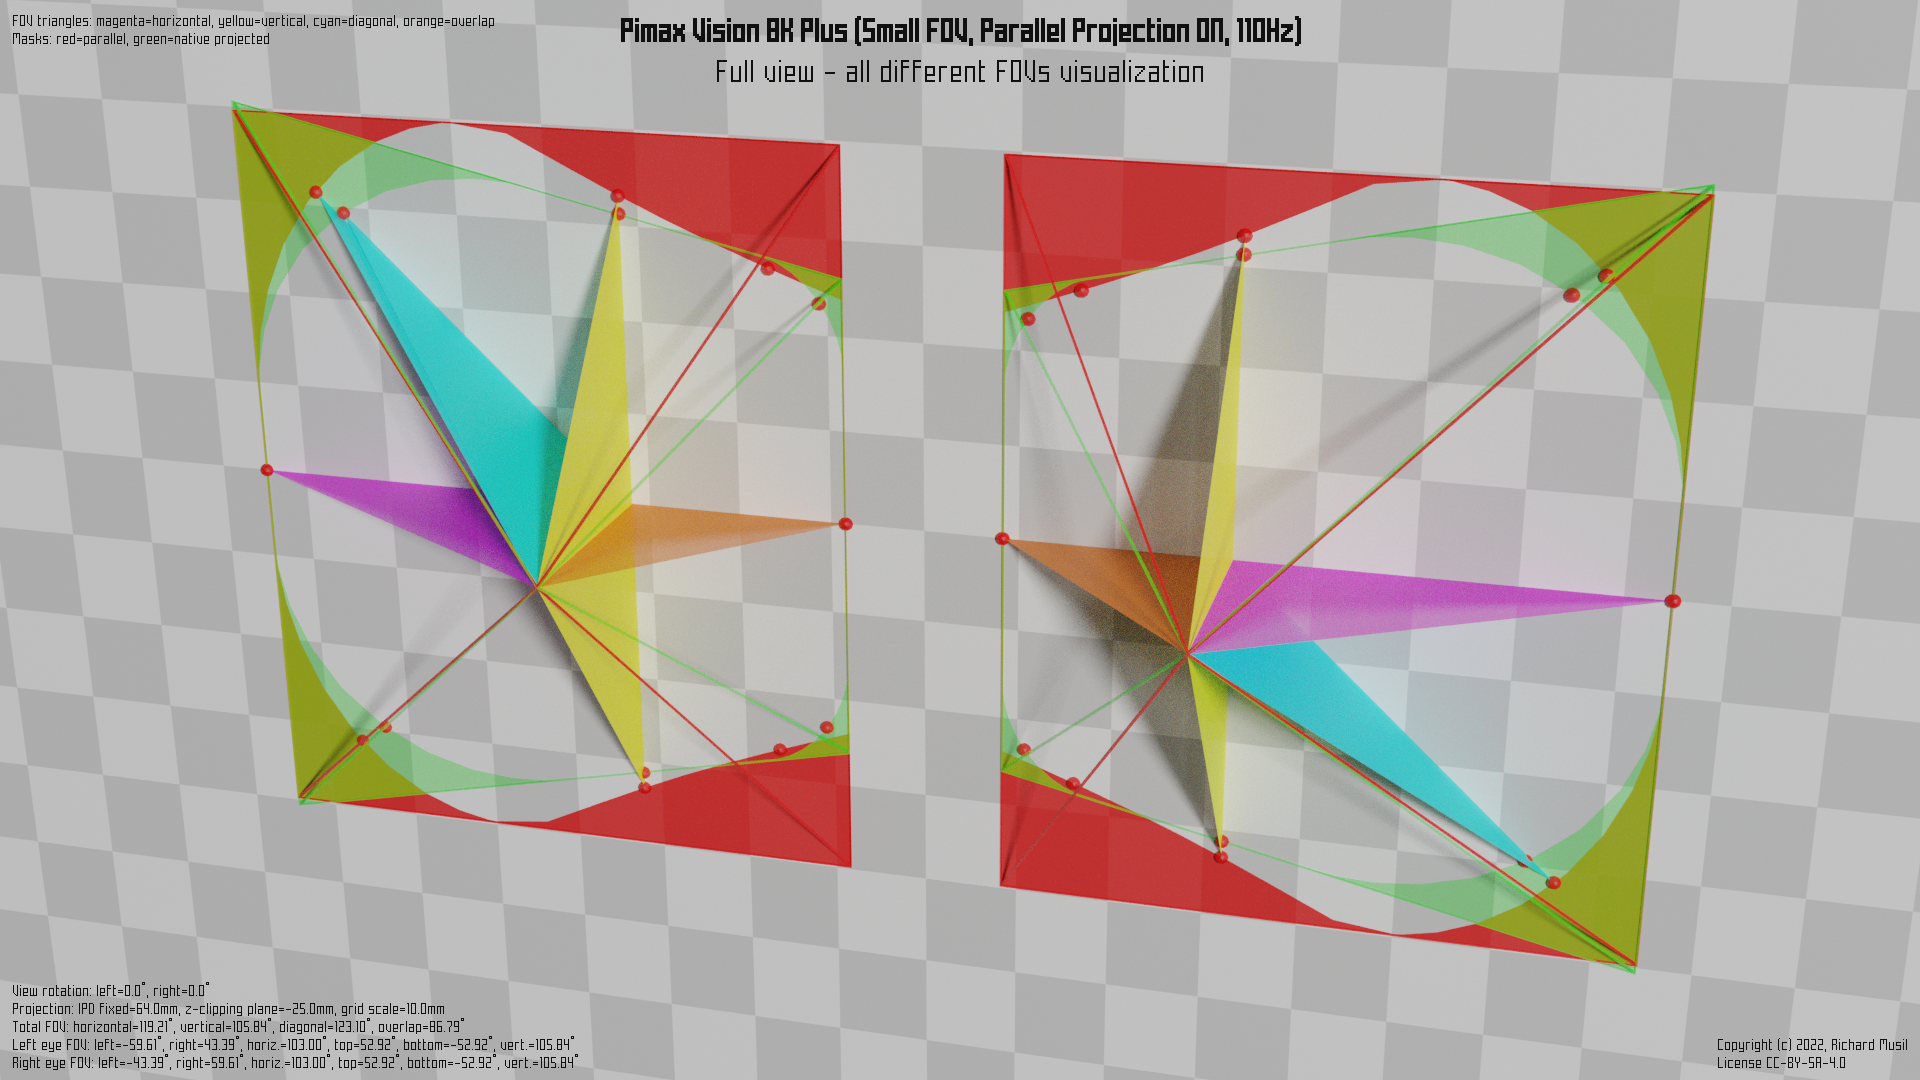 FOV triangles: magenta=horizontal, yellow=vertical, cyan=diagonal, orange=overlap
Masks: red=parallel, green=native projected
Pimax Vision 8K Plus (Small FOV, Parallel Projection ON, 110Hz)
Full view - all different FOVs visualization
View rotation: left=0.0°, right=0.0°
Projection: IPD fixed=64.0mm, z-clipping plane=-25.0mm, grid scale=10.0mm
Total FOV: horizontal=119.21°, vertical=105.84°, diagonal=123.10°, overlap=86.79°
Left eye FOV: left=-59.61°, right=43.39°, horiz.=103.00°, top=52.92°, bottom=-52.92°, vert.=105.84°
Right eye FOV: left=-43.39°, right=59.61°, horiz.=103.00°, top=52.92°, bottom=-52.92°, vert.=105.84°
Copyright (c) 2022, Richard Musil
License CC-BY-SA-4.0